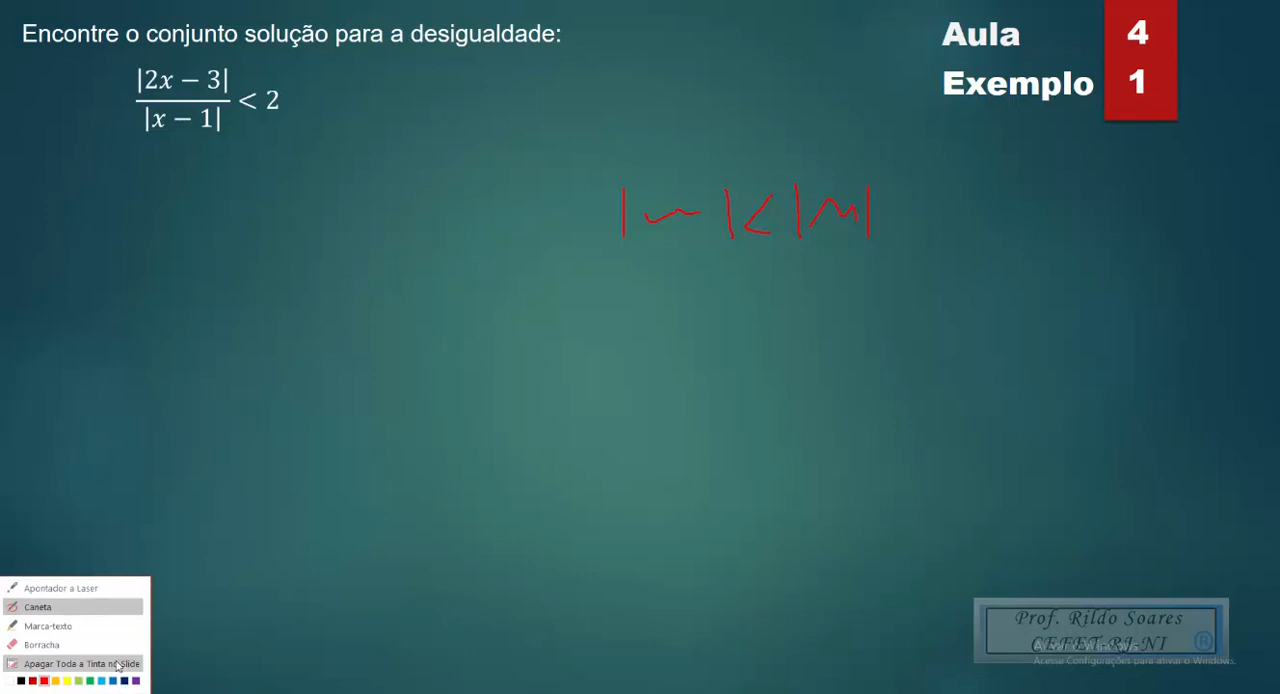 Encontre o conjunto solução para a desigualdade:
Aula 4
Exemplo 1
|2x − 3|
|x − 1|
< 2
| ~ | < | M |
Apontador a Laser
Caneta
Marca-texto
Borracha
Apagar Toda a Tinta no Slide
Prof. Rildo Soares
CEFET RJ-NI ®
Acesse Configurações para ativar o Windows.